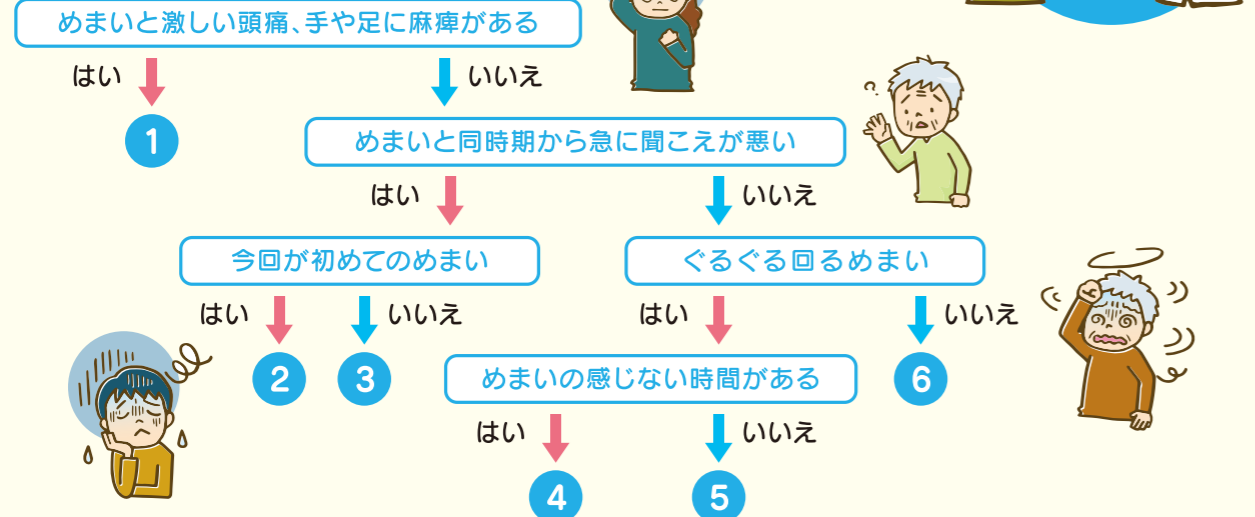 めまいと激しい頭痛、手や足に麻痺がある
はい
いいえ
1
めまいと同時期から急に聞こえが悪い
はい
いいえ
今回が初めてのめまい
ぐるぐる回るめまい
はい
いいえ
はい
いいえ
2
3
めまいの感じない時間がある
6
はい
いいえ
4
5